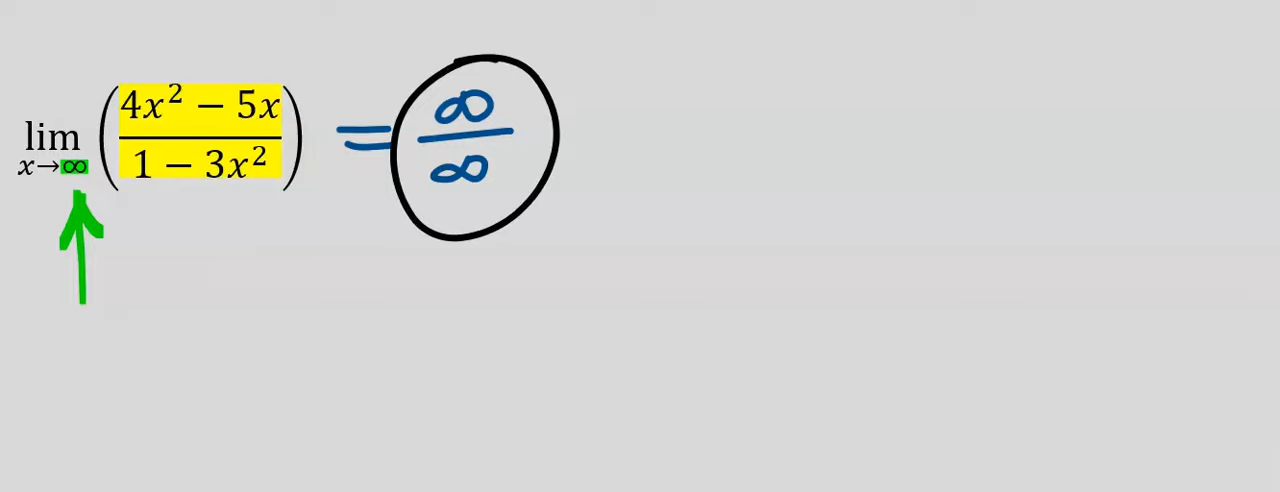 lim x→∞ (4x² − 5x / 1 − 3x²) = ∞/∞